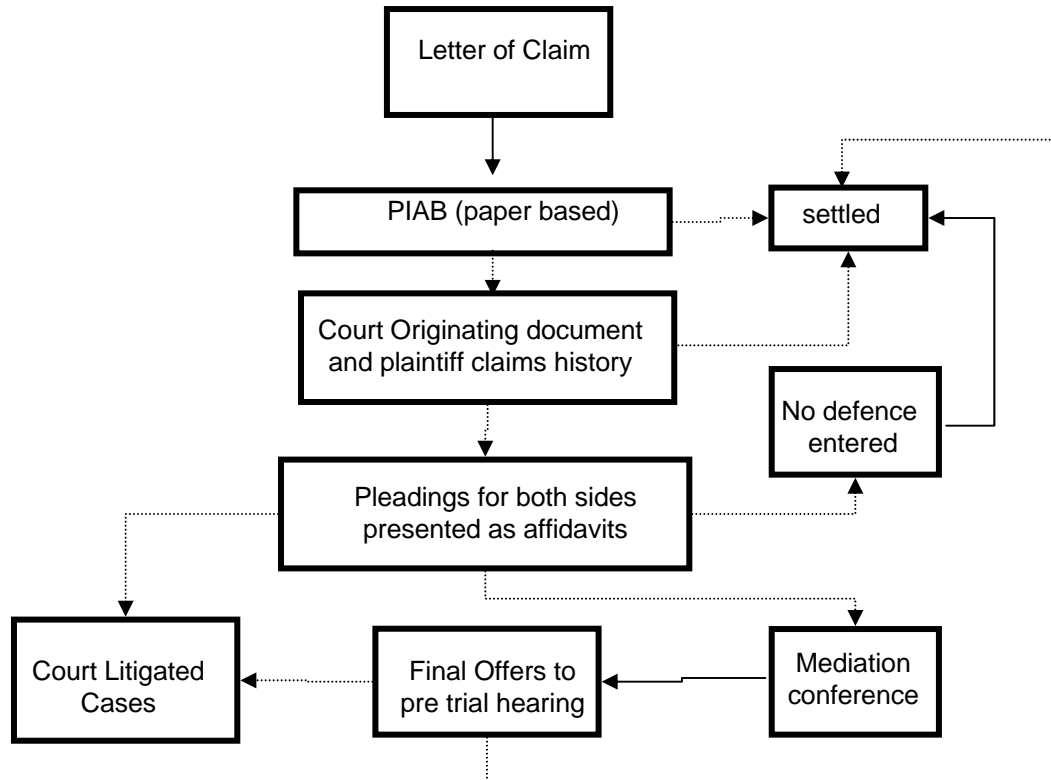 Letter of Claim
PIAB (paper based)
settled
Court Originating document
and plaintiff claims history
No defence
entered
Pleadings for both sides
presented as affidavits
Court Litigated
Cases
Final Offers to
pre trial hearing
Mediation
conference